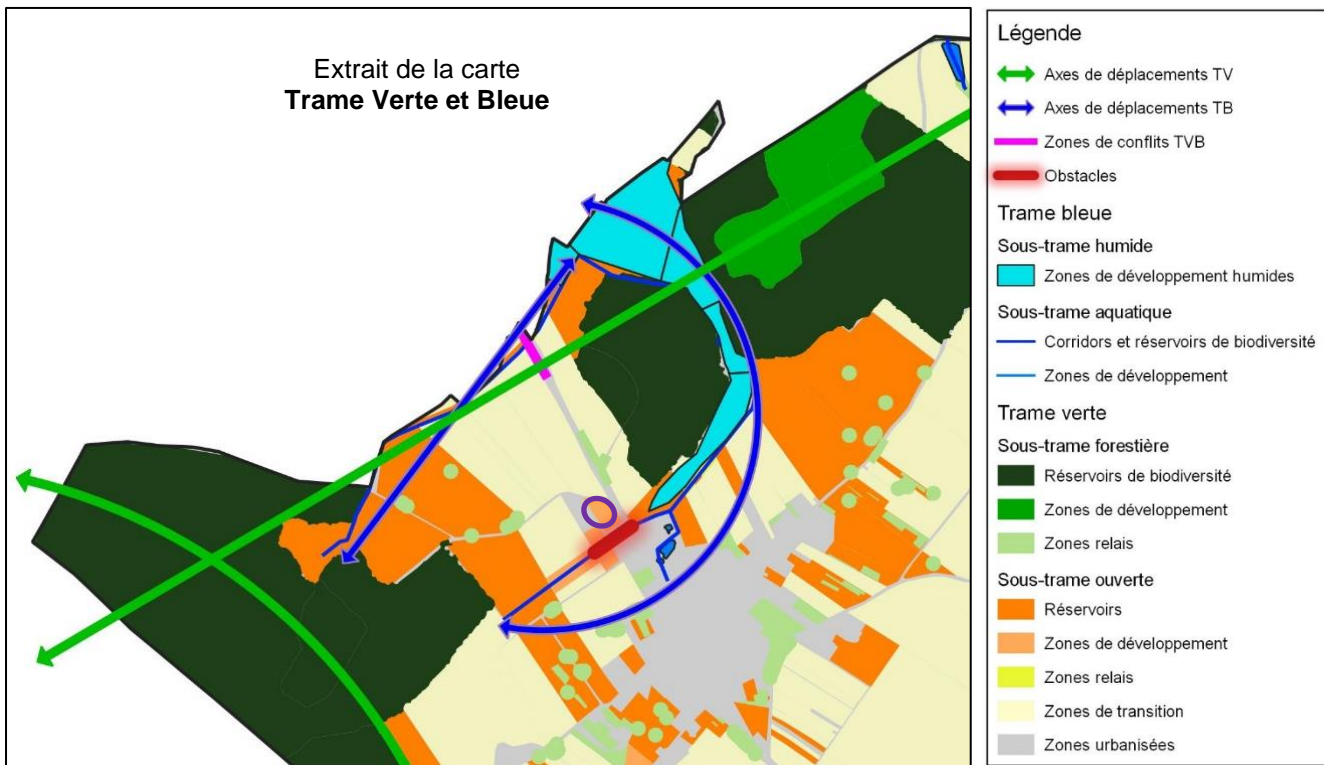 Extrait de la carte
Trame Verte et Bleue
Légende
Axes de déplacements TV
Axes de déplacements TB
Zones de conflits TVB
Obstacles
Trame bleue
Sous-trame humide
Zones de développement humides
Sous-trame aquatique
Corridors et réservoirs de biodiversité
Zones de développement
Trame verte
Sous-trame forestière
Réservoirs de biodiversité
Zones de développement
Zones relais
Sous-trame ouverte
Réservoirs
Zones de développement
Zones relais
Zones de transition
Zones urbanisées